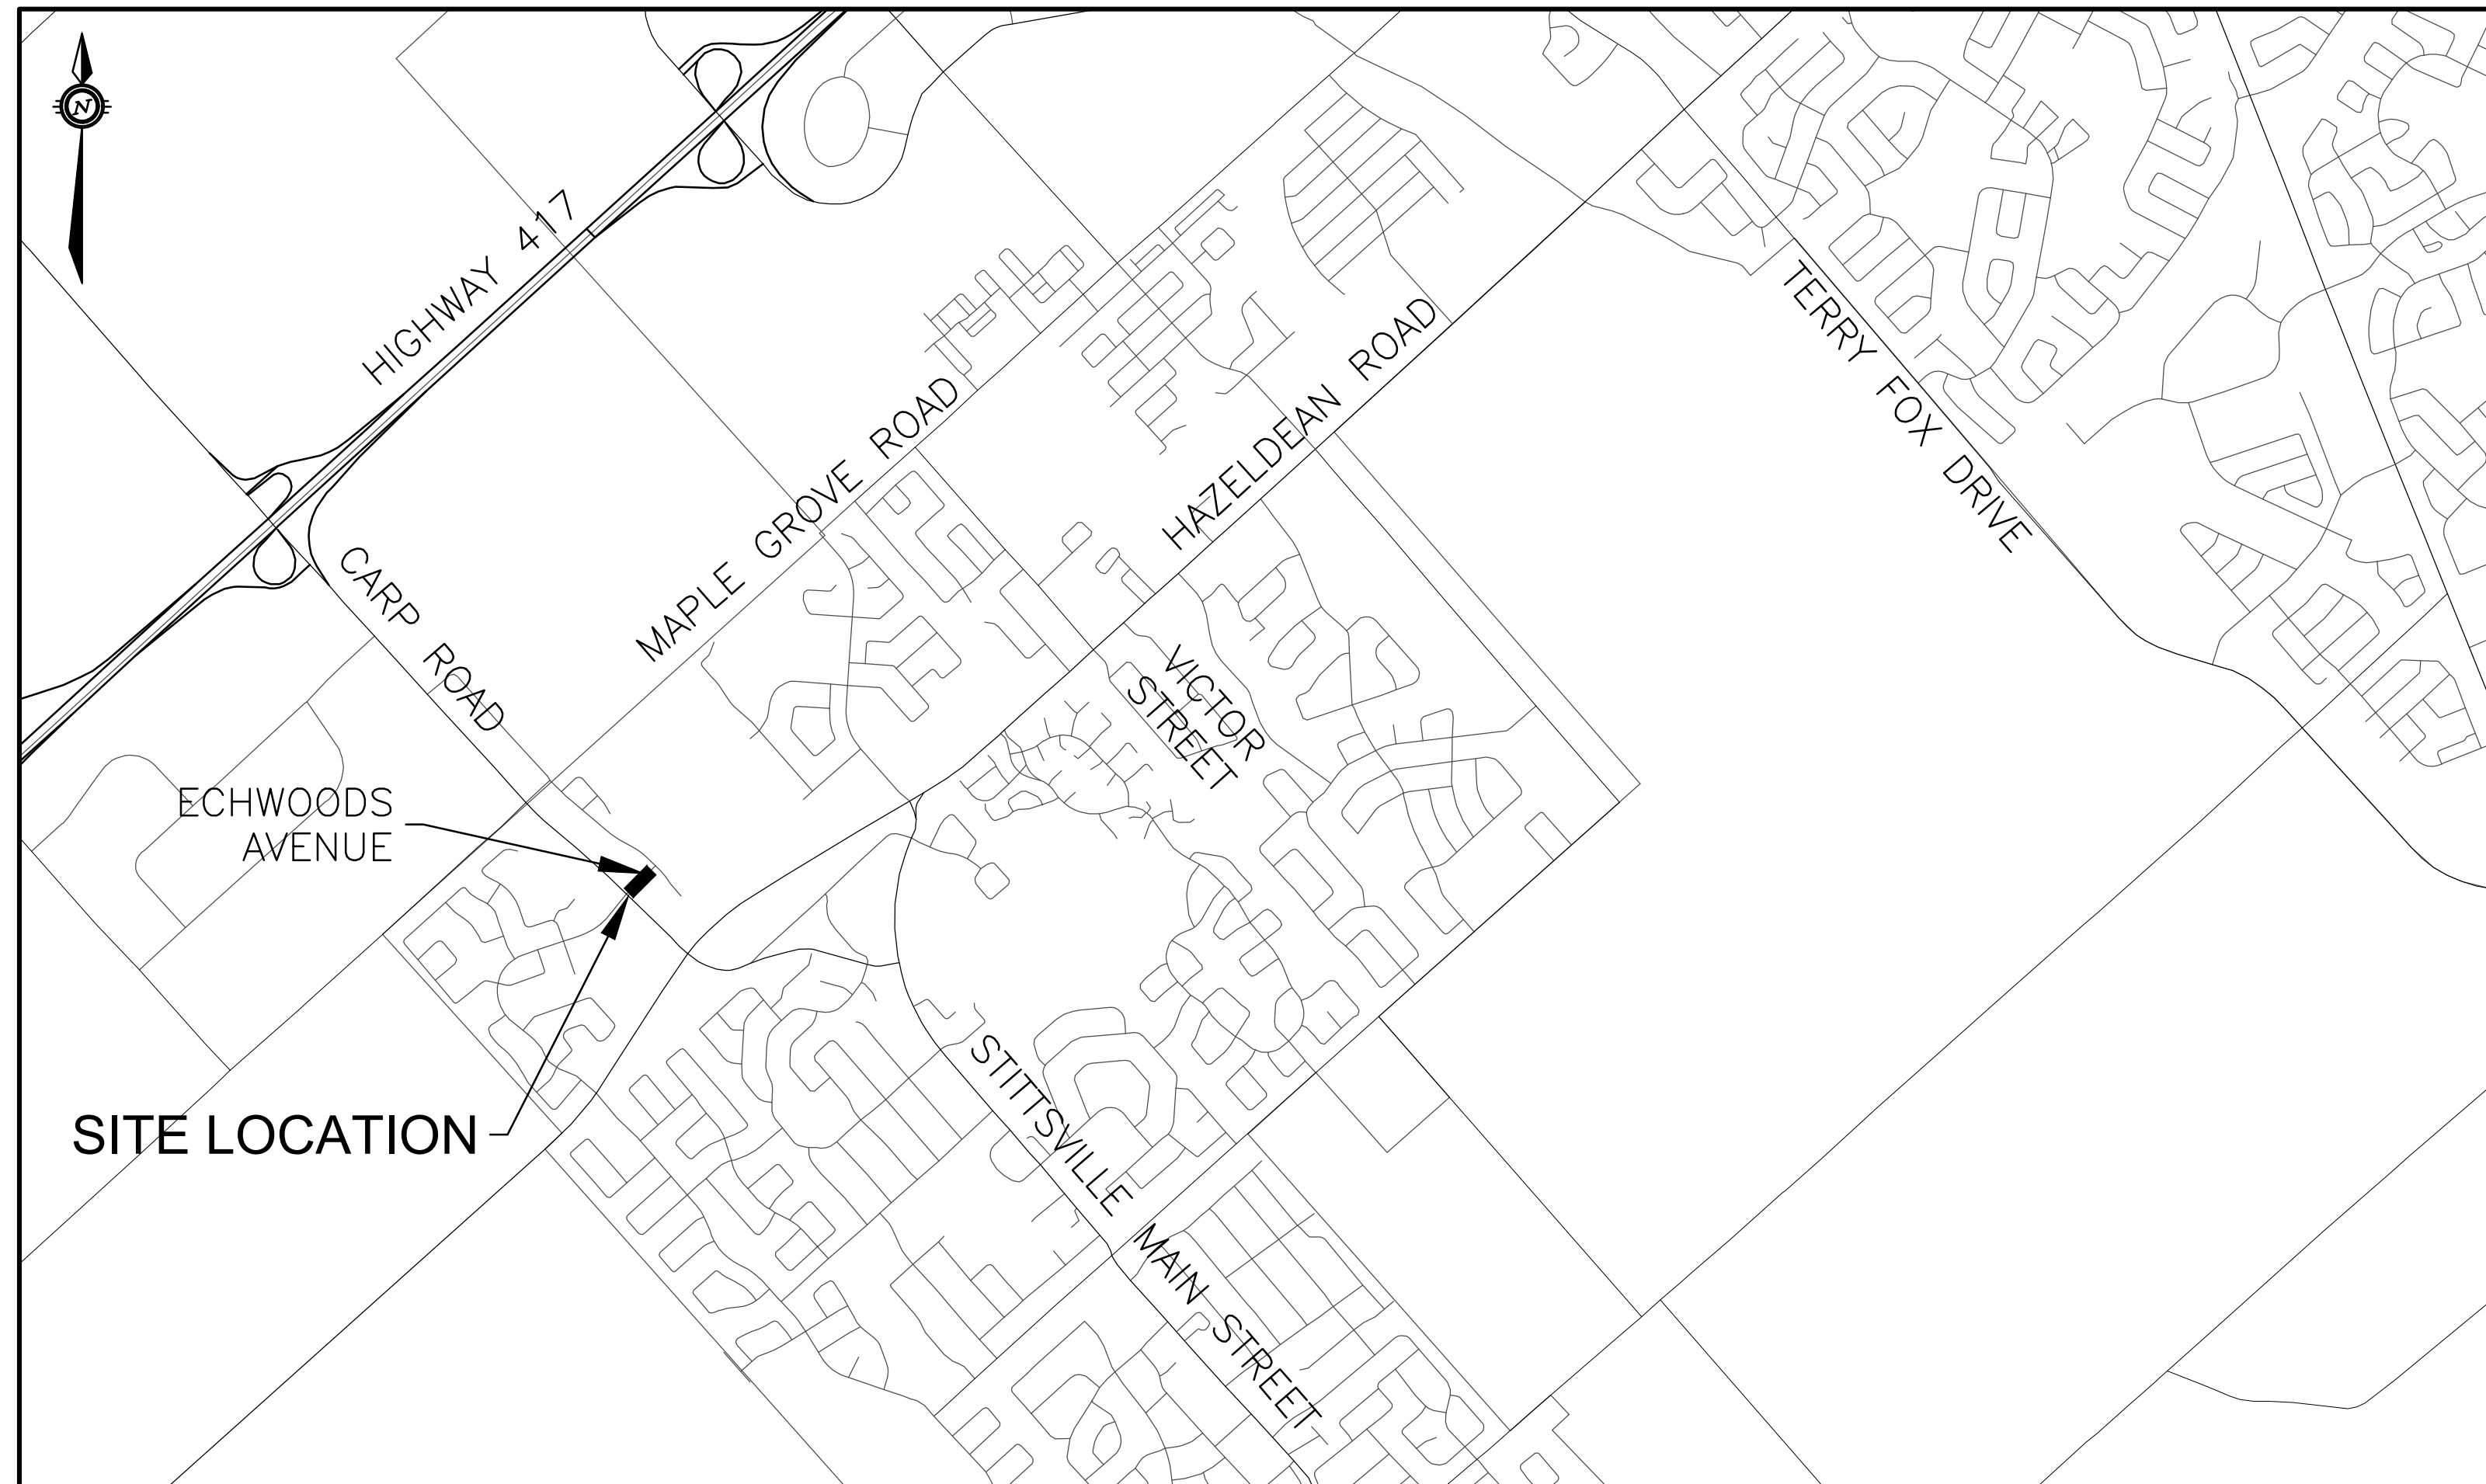 N
HIGHWAY 417
TERRY FOX DRIVE
HAZELDEAN ROAD
MAPLE GROVE ROAD
CARP ROAD
VICTOR
STREET
ECHWOODS
AVENUE
SITE LOCATION
STITTSVILLE MAIN STREET